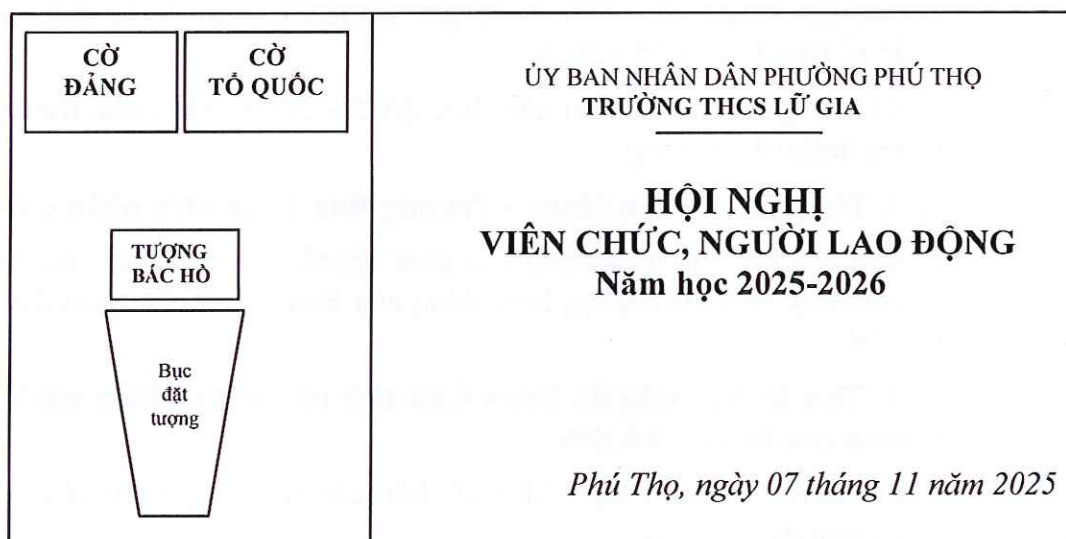 CỜ
ĐẢNG
CỜ
TỔ QUỐC
TƯỢNG
BÁC HỒ
Bục
đặt
tượng
ỦY BAN NHÂN DÂN PHƯỜNG PHÚ THỌ
TRƯỜNG THCS LỮ GIA
HỘI NGHỊ
VIÊN CHỨC, NGƯỜI LAO ĐỘNG
Năm học 2025-2026
Phú Thọ, ngày 07 tháng 11 năm 2025